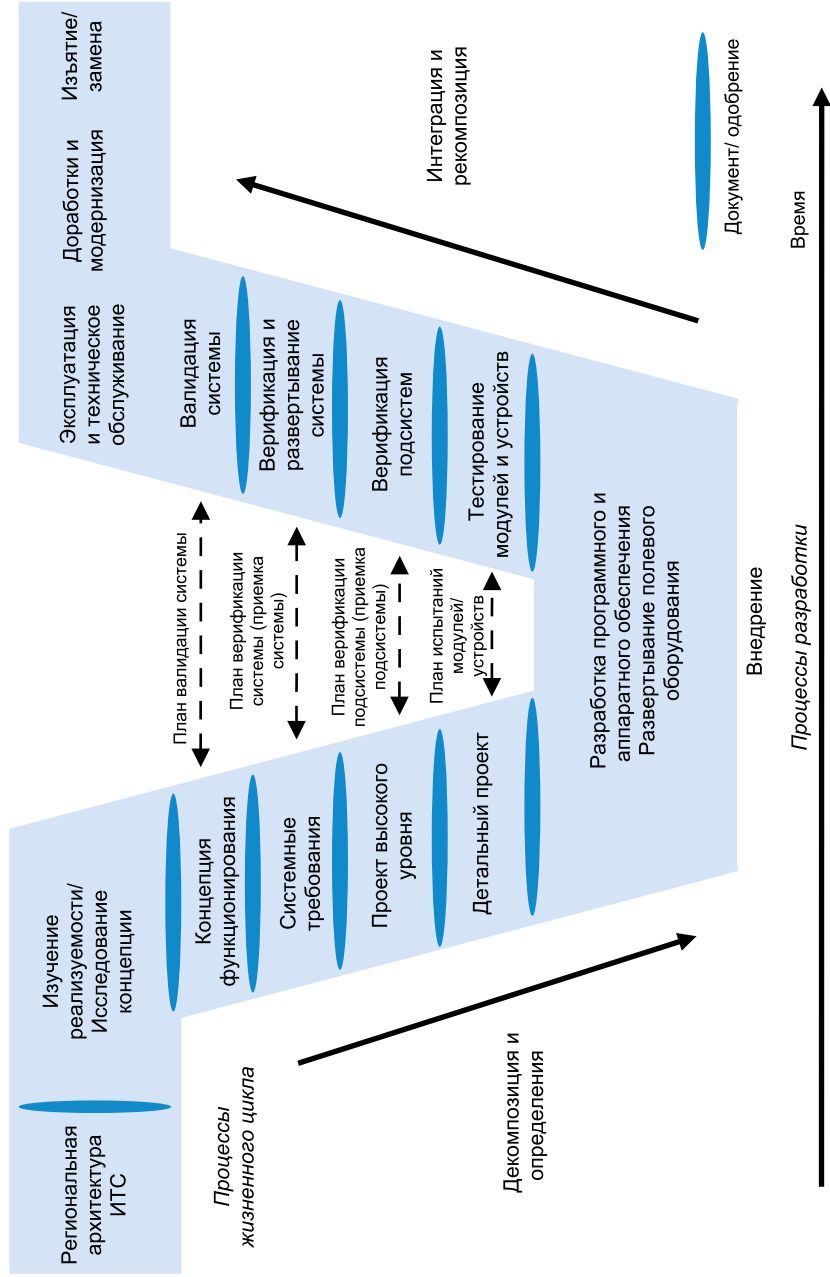 Региональная
архитектура
ИТС
Изучение
реализуемости/
Исследование
концепции
Эксплуатация
и техническое
обслуживание
Доработки и
модернизация
Изъятие/
замена
Процессы
жизненного цикла
Концепция
функционирования
План валидации системы
Валидация
системы
Системные
требования
План верификации
системы (приемка
системы)
Верификация и
развертывание
системы
Проект высокого
уровня
План верификации
подсистемы (приемка
подсистемы)
Верификация
подсистем
Детальный проект
План испытаний
модулей/
устройств
Тестирование
модулей и устройств
Декомпозиция и
определения
Интеграция и
рекомпозиция
Разработка программного и
аппаратного обеспечения
Развертывание полевого
оборудования
Внедрение
Документ/ одобрение
Процессы разработки
Время